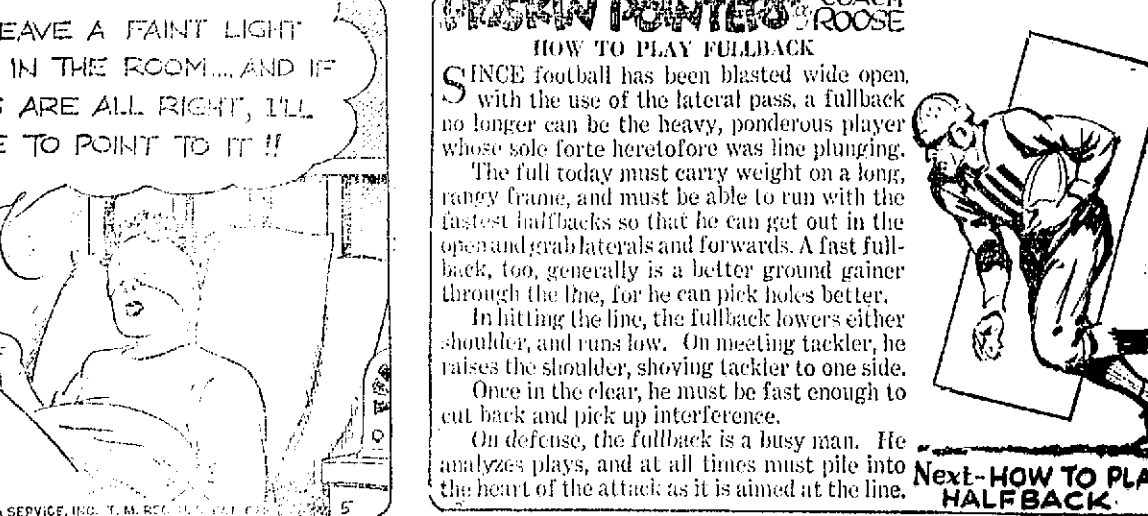 EAVE A FAINT LIGHT
IN THE ROOM.... AND IF
ARE ALL RIGHT, I'LL
TO POINT TO IT !!
SERVICE, INC. T. M. REG.
5
PIGSKIN POINTERS by COACH ROOSE
HOW TO PLAY FULLBACK
SINCE football has been blasted wide open,
with the use of the lateral pass, a fullback
no longer can be the heavy, ponderous player
whose sole forte heretofore was line plunging.
The full today must carry weight on a long,
rangy frame, and must be able to run with the
fastest halfbacks so that he can get out in the
open and grab laterals and forwards. A fast full-
back, too, generally is a better ground gainer
through the line, for he can pick holes better.
In hitting the line, the fullback lowers either
shoulder, and runs low. On meeting tackler, he
raises the shoulder, shoving tackler to one side.
Once in the clear, he must be fast enough to
cut back and pick up interference.
On defense, the fullback is a busy man. He
analyzes plays, and at all times must pile into
the heart of the attack as it is aimed at the line.
Next-HOW TO PLA
HALFBACK.